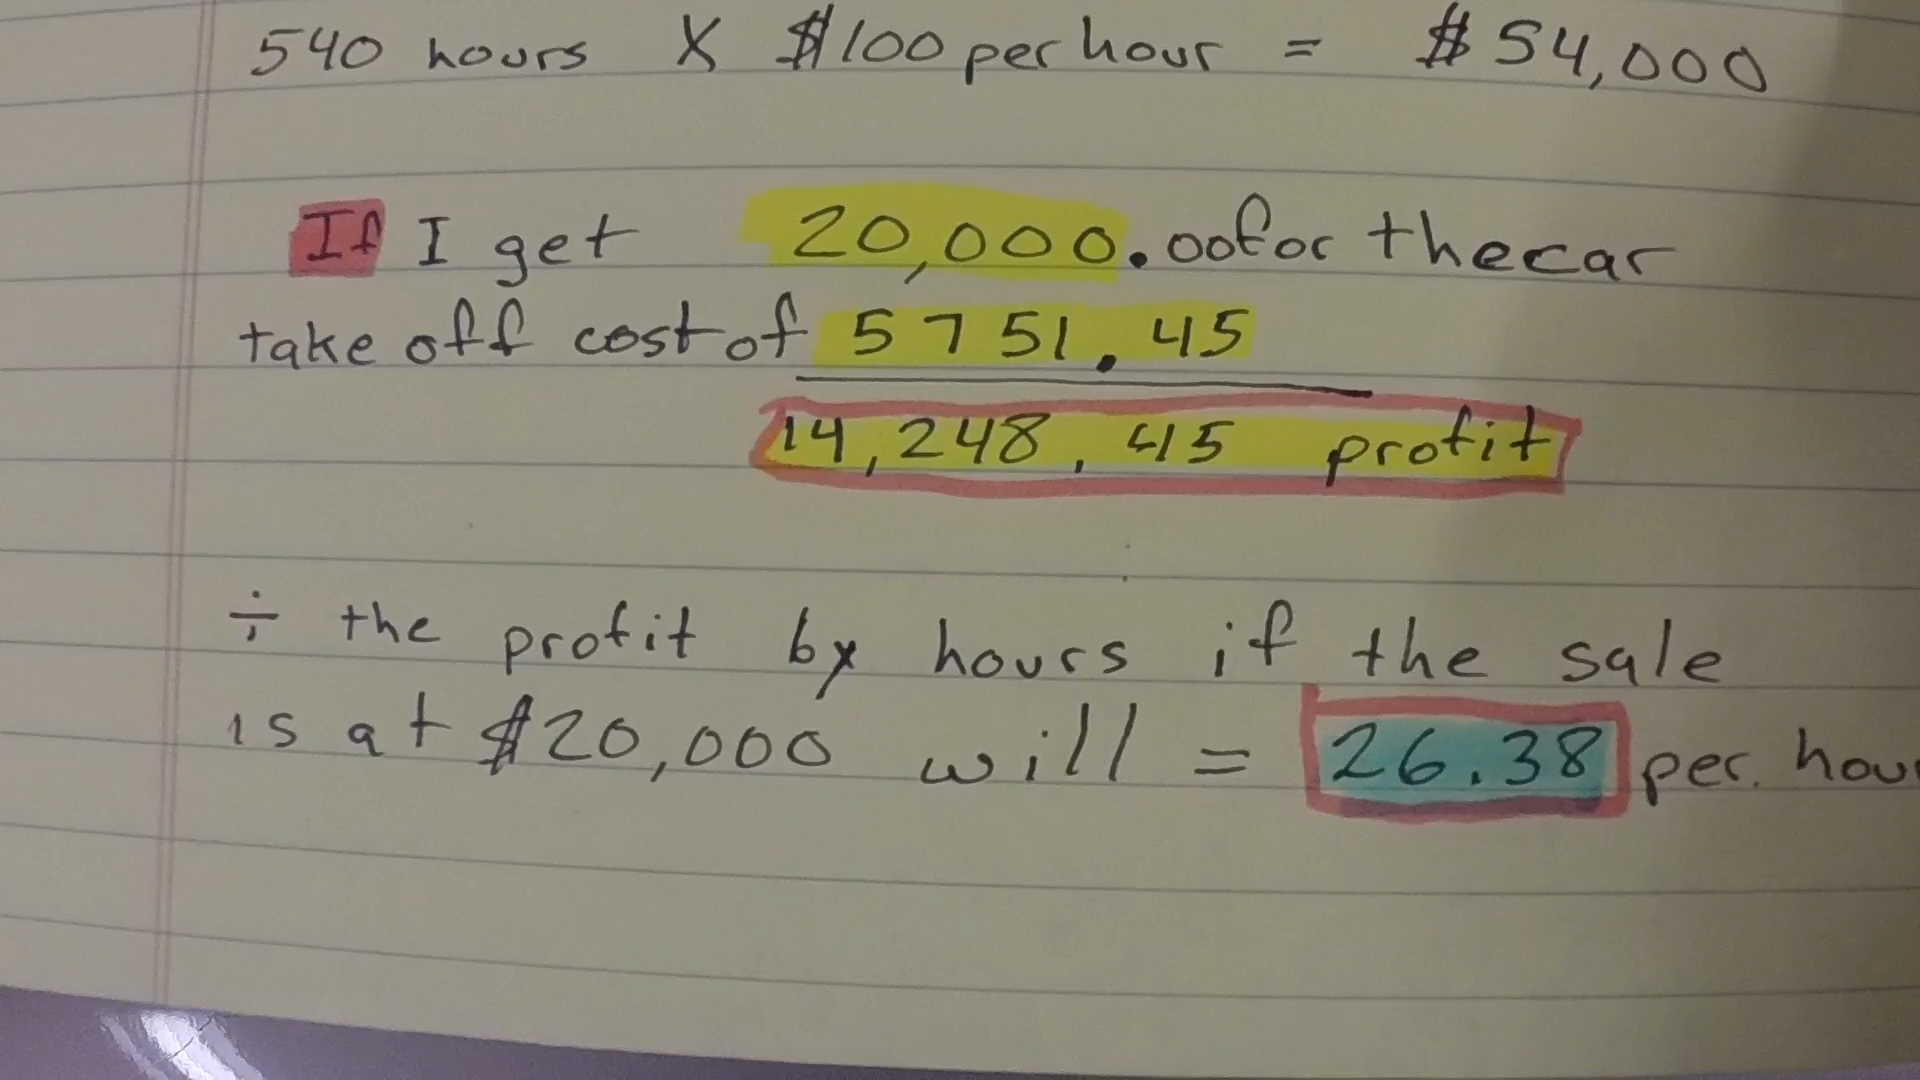 540 hours X $100 per hour = $54,000
If I get 20,000.00 for the car
take off cost of 5751.45
14,248,45 profit
÷ the profit by hours if the sale
is at $20,000 will = 26.38 per. hou